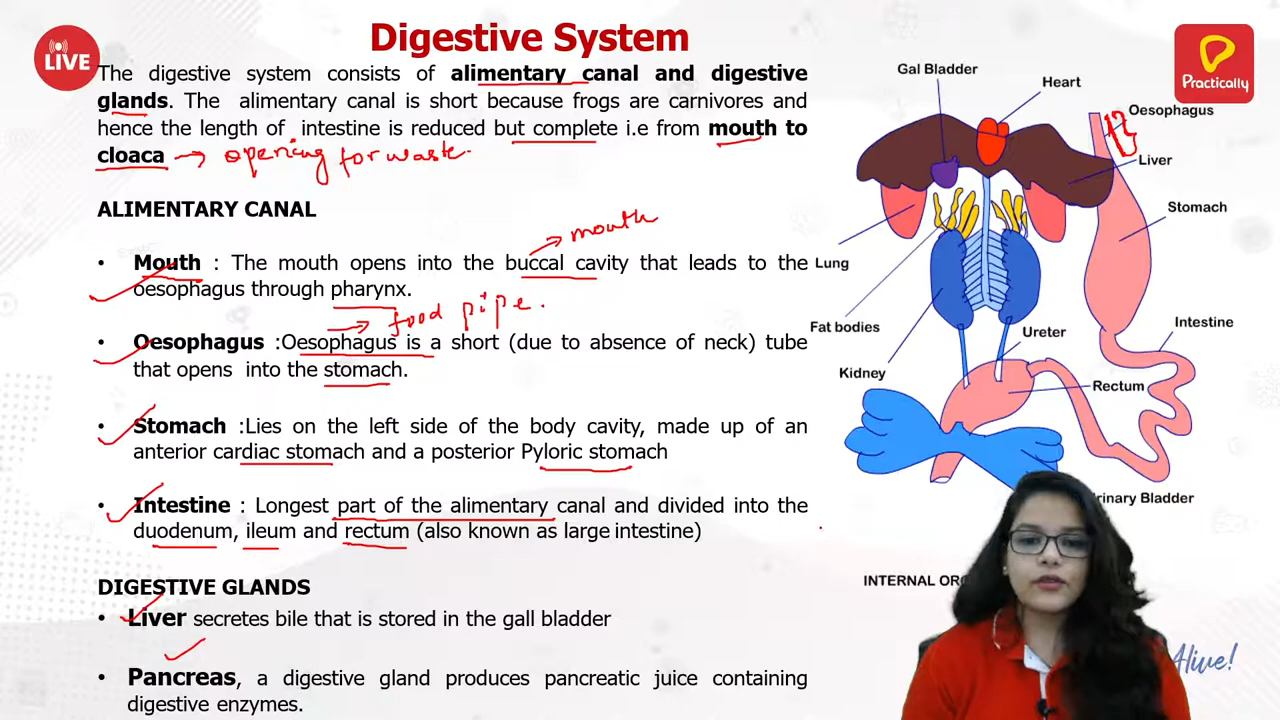 Digestive System
LIVE
Practically
The digestive system consists of alimentary canal and digestive
glands. The alimentary canal is short because frogs are carnivores and
hence the length of intestine is reduced but complete i.e from mouth to
cloaca → opening for waste.
ALIMENTARY CANAL
→ mouth
• Mouth : The mouth opens into the buccal cavity that leads to the
oesophagus through pharynx.
→ food pipe.
• Oesophagus :Oesophagus is a short (due to absence of neck) tube
that opens into the stomach.
• Stomach :Lies on the left side of the body cavity, made up of an
anterior cardiac stomach and a posterior Pyloric stomach
• Intestine : Longest part of the alimentary canal and divided into the
duodenum, ileum and rectum (also known as large intestine)
DIGESTIVE GLANDS
• Liver secretes bile that is stored in the gall bladder
• Pancreas, a digestive gland produces pancreatic juice containing
digestive enzymes.
Gal Bladder
Heart
Oesophagus
Liver
Stomach
Lung
Fat bodies
Ureter
Intestine
Kidney
Rectum
rinary Bladder
INTERNAL OR
Alive!